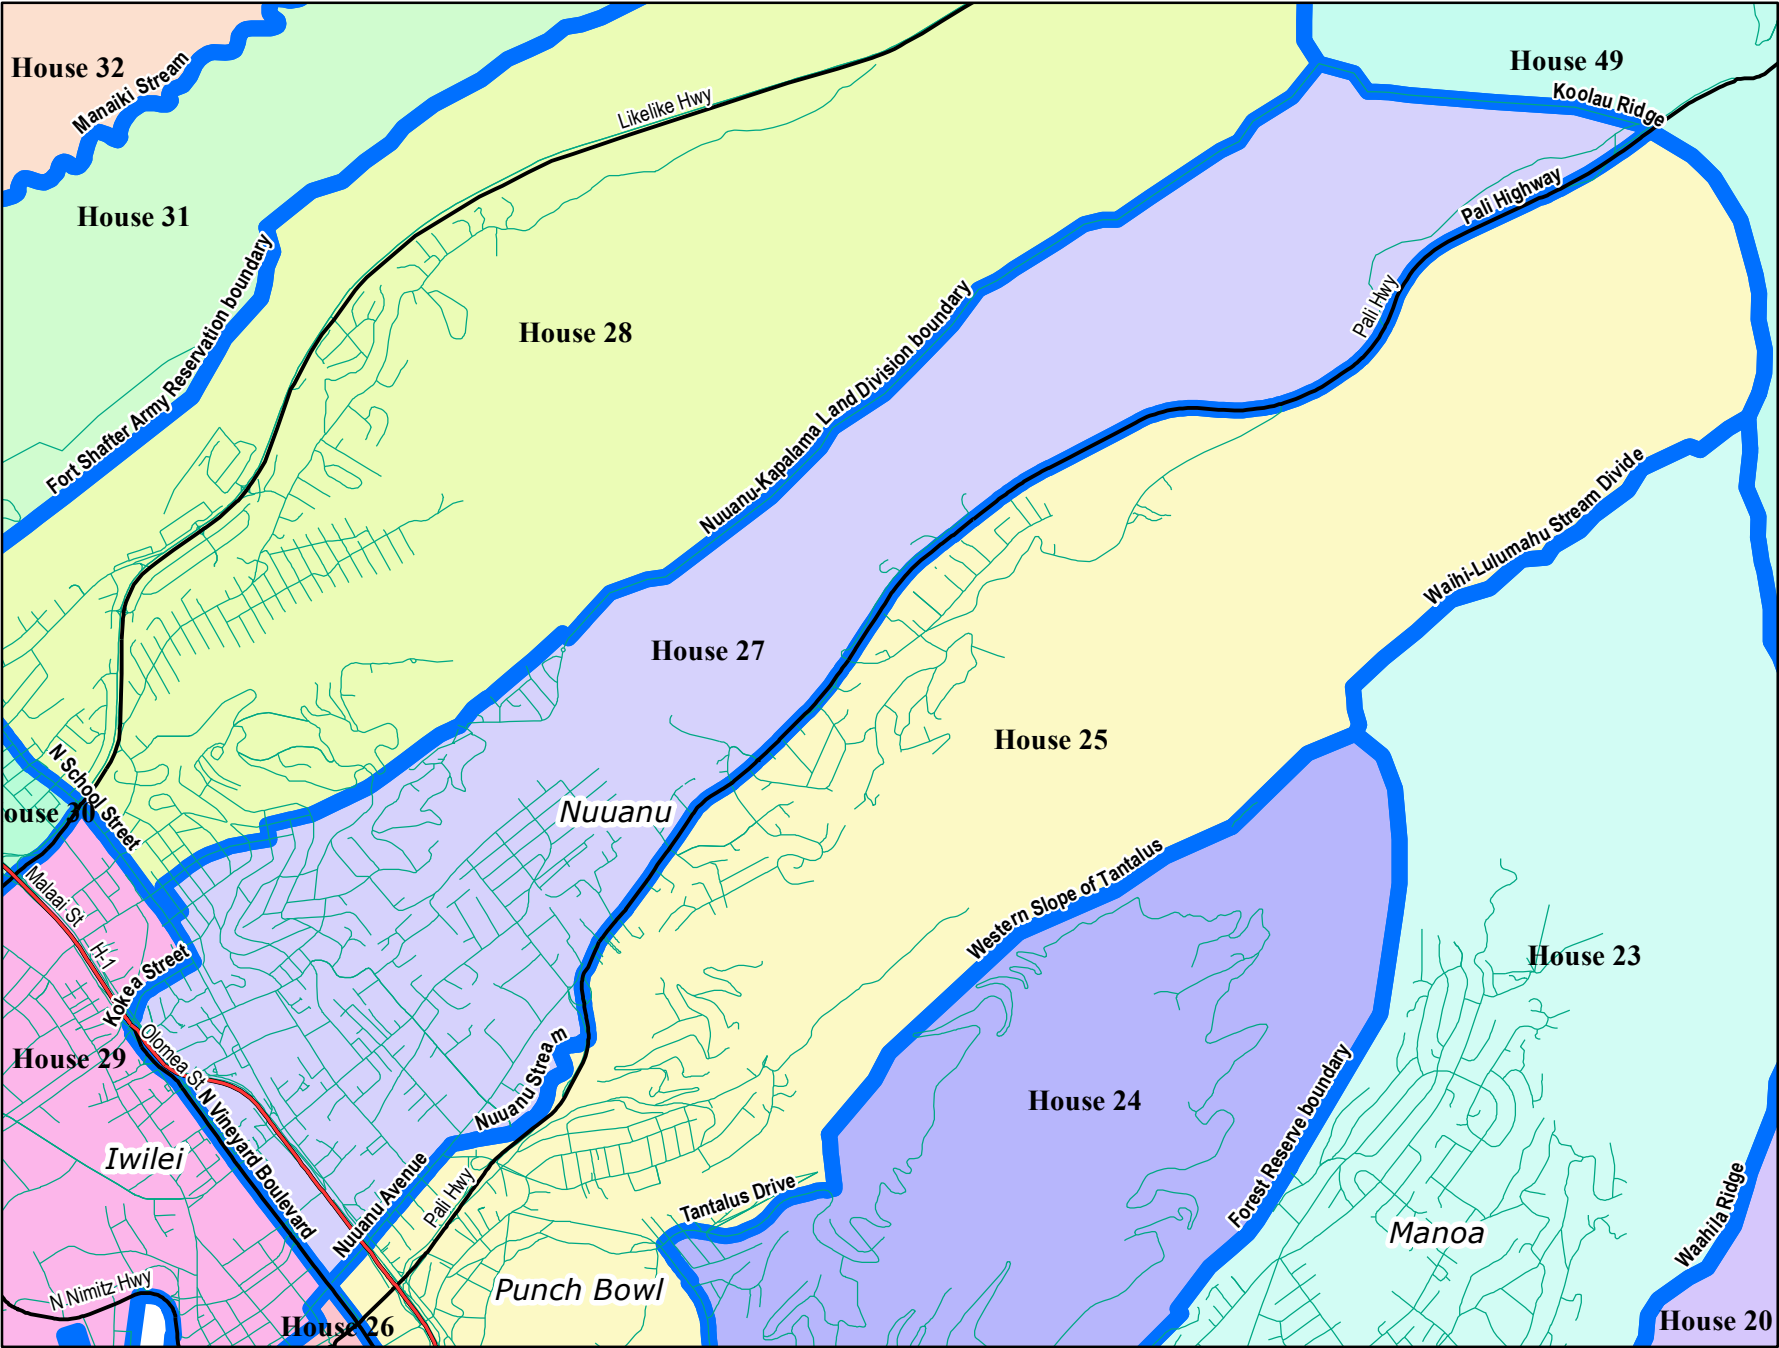 House 32
Manaiki Stream
House 49
Koolau Ridge
Likelike Hwy
House 31
Pali Highway
Fort Shafter Army Reservation boundary
House 28
Pali Hwy
Nuuanu-Kapalama Land Division boundary
Waihi-Lulumahu Stream Divide
House 27
House 25
N School Street
ouse 30
Nuuanu
Western Slope of Tantalus
Malaai St
H-1
Kokea Street
House 23
House 29
Olomea St
N Vineyard Boulevard
Nuuanu Stream
House 24
Forest Reserve boundary
Iwilei
Nuuanu Avenue
Pali Hwy
Tantalus Drive
Manoa
Waahila Ridge
N Nimitz Hwy
Punch Bowl
House 26
House 20